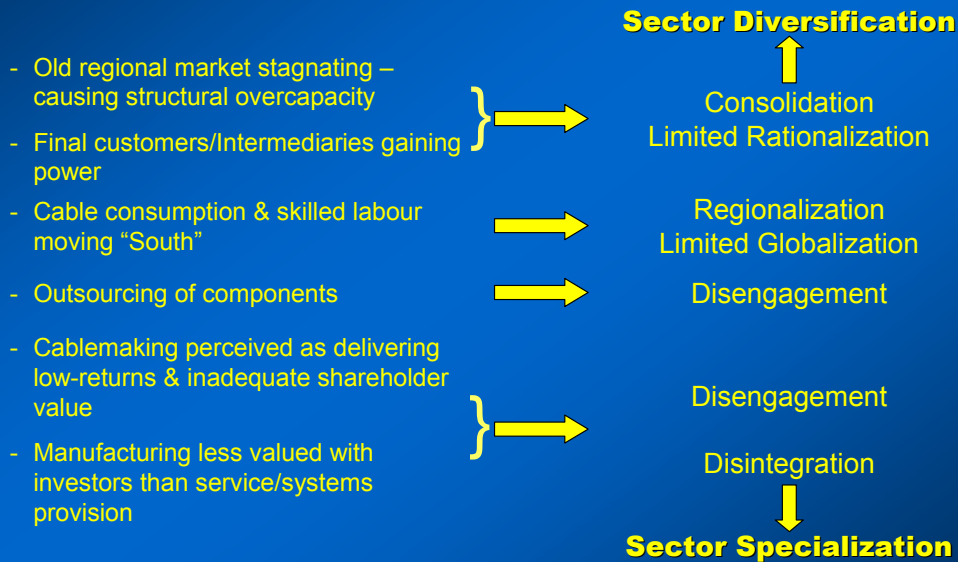 Sector Diversification
- Old regional market stagnating –
causing structural overcapacity
- Final customers/Intermediaries gaining
power
Consolidation
Limited Rationalization
- Cable consumption & skilled labour
moving “South”
Regionalization
Limited Globalization
- Outsourcing of components
Disengagement
- Cablemaking perceived as delivering
low-returns & inadequate shareholder
value
- Manufacturing less valued with
investors than service/systems
provision
Disengagement
Disintegration
Sector Specialization